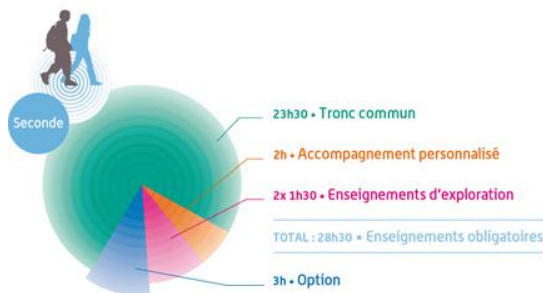 Seconde
23h30 • Tronc commun
2h • Accompagnement personnalisé
2x 1h30 • Enseignements d'exploration
TOTAL : 28h30 • Enseignements obligatoires
3h • Option